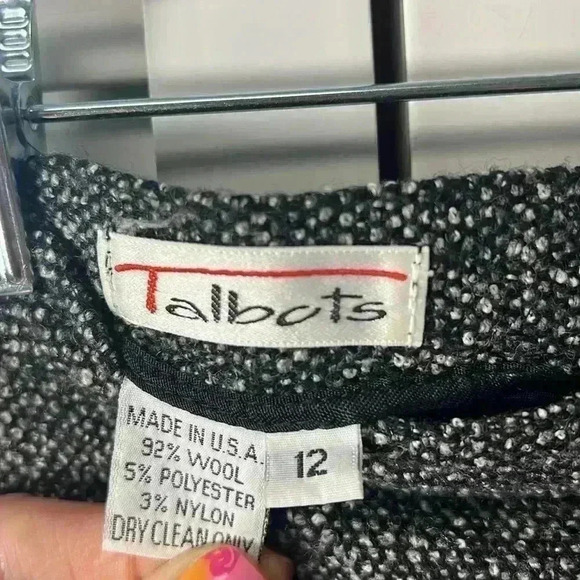 Talbots
MADE IN U.S.A.
92% WOOL
5% POLYESTER
3% NYLON
DRY CLEAN ONLY
12